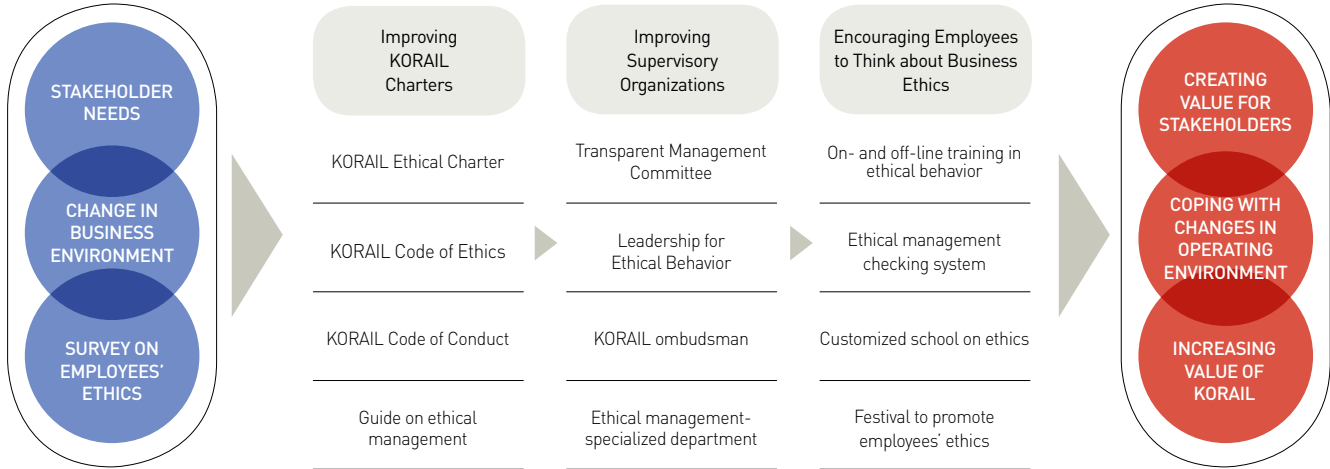 STAKEHOLDER
NEEDS
CHANGE IN
BUSINESS
ENVIRONMENT
SURVEY ON
EMPLOYEES'
ETHICS
Improving
KORAIL
Charters
KORAIL Ethical Charter
KORAIL Code of Ethics
KORAIL Code of Conduct
Guide on ethical
management
Improving
Supervisory
Organizations
Transparent Management
Committee
Leadership for
Ethical Behavior
KORAIL ombudsman
Ethical management-
specialized department
Encouraging Employees
to Think about Business
Ethics
On- and off-line training in
ethical behavior
Ethical management
checking system
Customized school on ethics
Festival to promote
employees' ethics
CREATING
VALUE FOR
STAKEHOLDERS
COPING WITH
CHANGES IN
OPERATING
ENVIRONMENT
INCREASING
VALUE OF
KORAIL